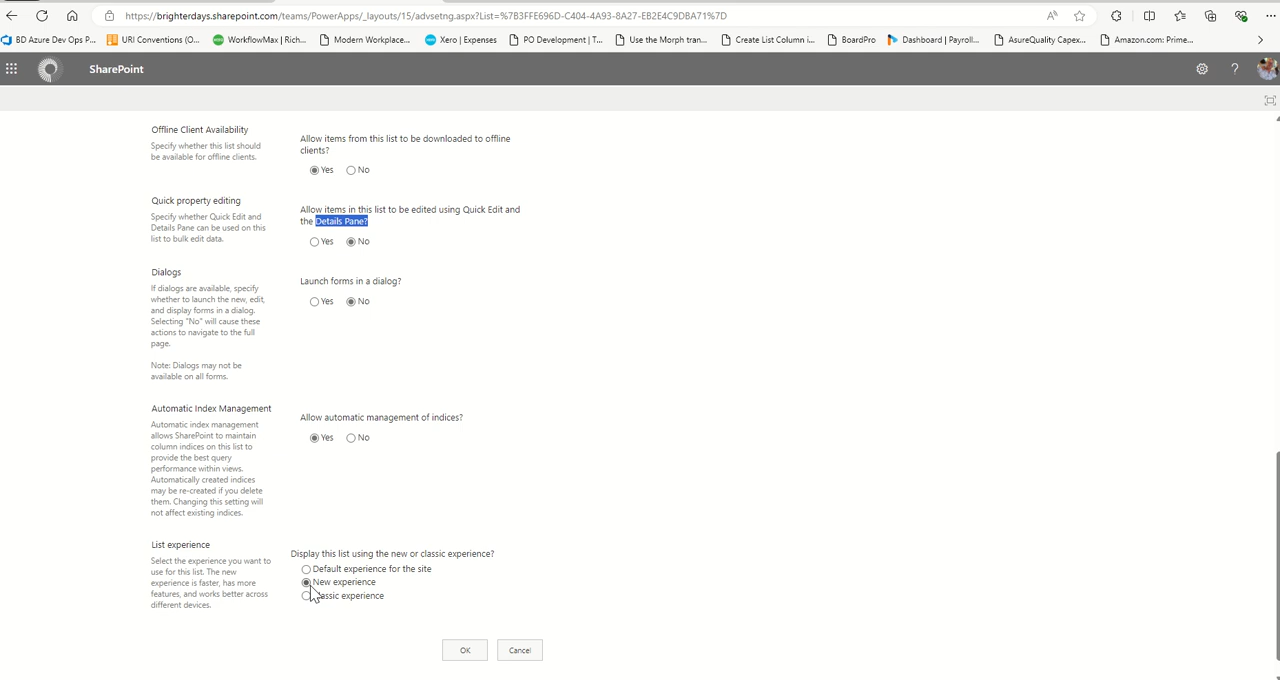 https://brighterdays.sharepoint.com/teams/PowerApps/_layouts/15/advsetng.aspx?List=%7B3FFE696D-C404-4A93-8A27-EB2E4C9DBA71%7D
BD Azure Dev Ops P... URI Conventions (O... WorkflowMax | Rich... Modern Workplace... Xero | Expenses PO Development | T... Use the Morph tran... Create List Column i... BoardPro Dashboard | Payroll... AsureQuality Capex... Amazon.com: Prime...
SharePoint
Offline Client Availability
Specify whether this list should
be available for offline clients.
Allow items from this list to be downloaded to offline
clients?
Yes No
Quick property editing
Specify whether Quick Edit and
Details Pane can be used on this
list to bulk edit data.
Allow items in this list to be edited using Quick Edit and
the Details Pane?
Yes No
Dialogs
If dialogs are available, specify
whether to launch the new, edit,
and display forms in a dialog.
Selecting "No" will cause these
actions to navigate to the full
page.
Note: Dialogs may not be
available on all forms.
Launch forms in a dialog?
Yes No
Automatic Index Management
Automatic index management
allows SharePoint to maintain
column indices on this list to
provide the best query
performance within views.
Automatically created indices
may be re-created if you delete
them. Changing this setting will
not affect existing indices.
Allow automatic management of indices?
Yes No
List experience
Select the experience you want to
use for this list. The new
experience is faster, has more
features, and works better across
different devices.
Display this list using the new or classic experience?
Default experience for the site
New experience
assic experience
OK Cancel